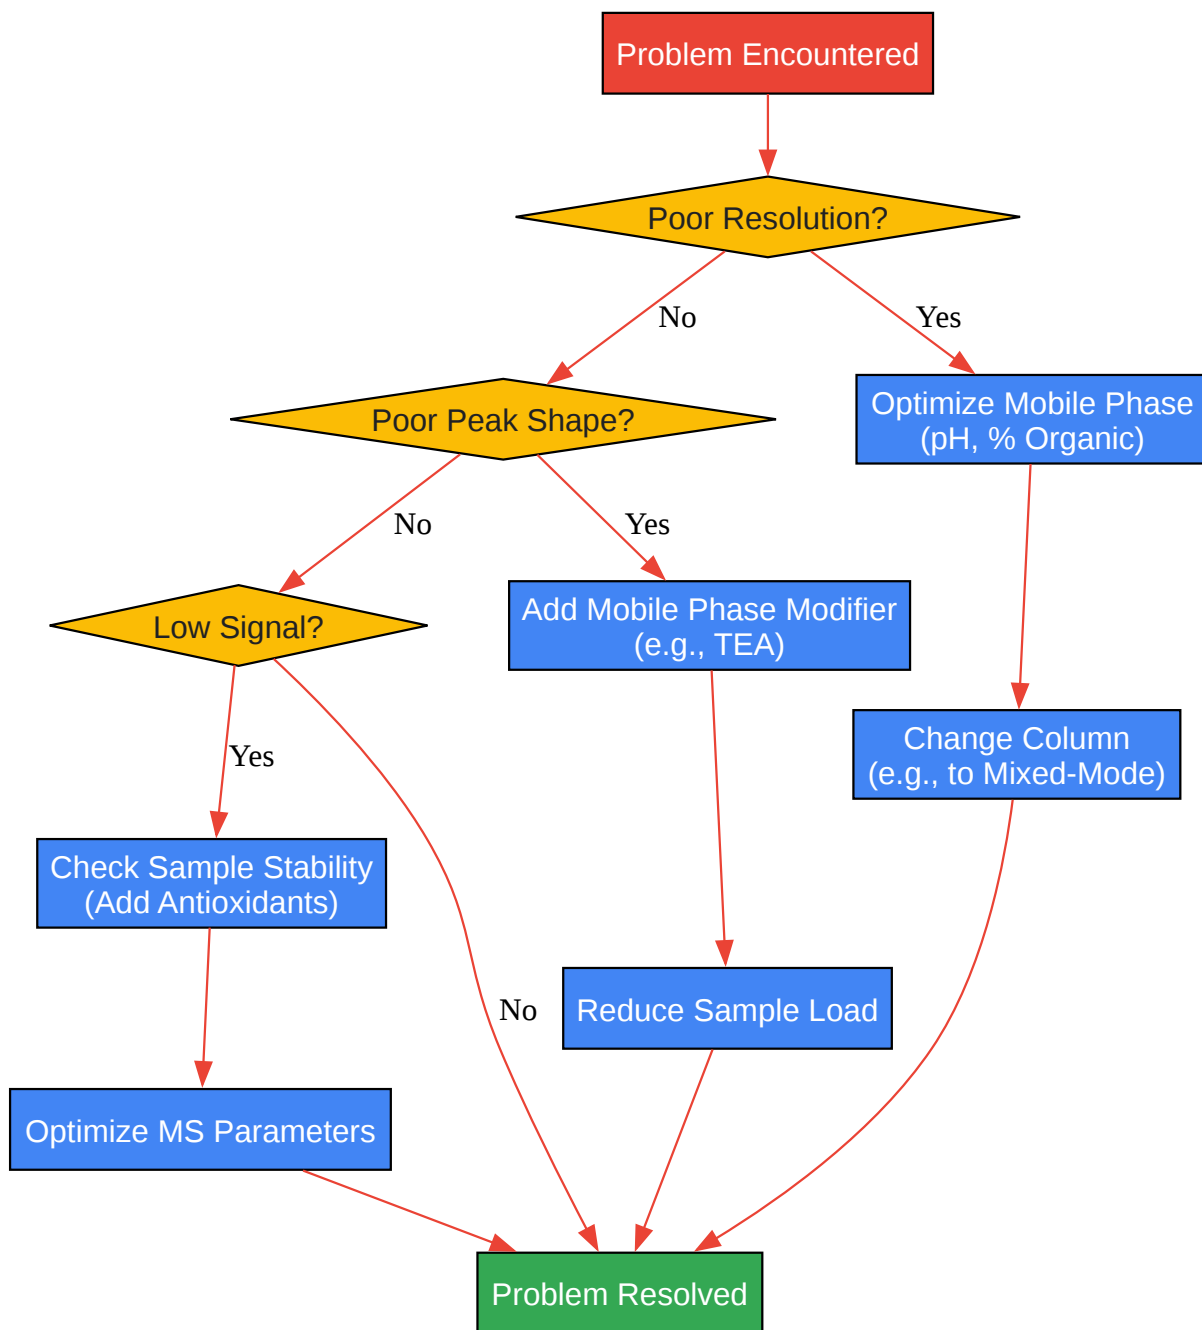 Problem Encountered
Poor Resolution?
No
Yes
Poor Peak Shape?
Optimize Mobile Phase
(pH, % Organic)
No
Yes
Low Signal?
Add Mobile Phase Modifier
(e.g., TEA)
Change Column
(e.g., to Mixed-Mode)
Yes
Check Sample Stability
(Add Antioxidants)
No
Reduce Sample Load
Optimize MS Parameters
Problem Resolved